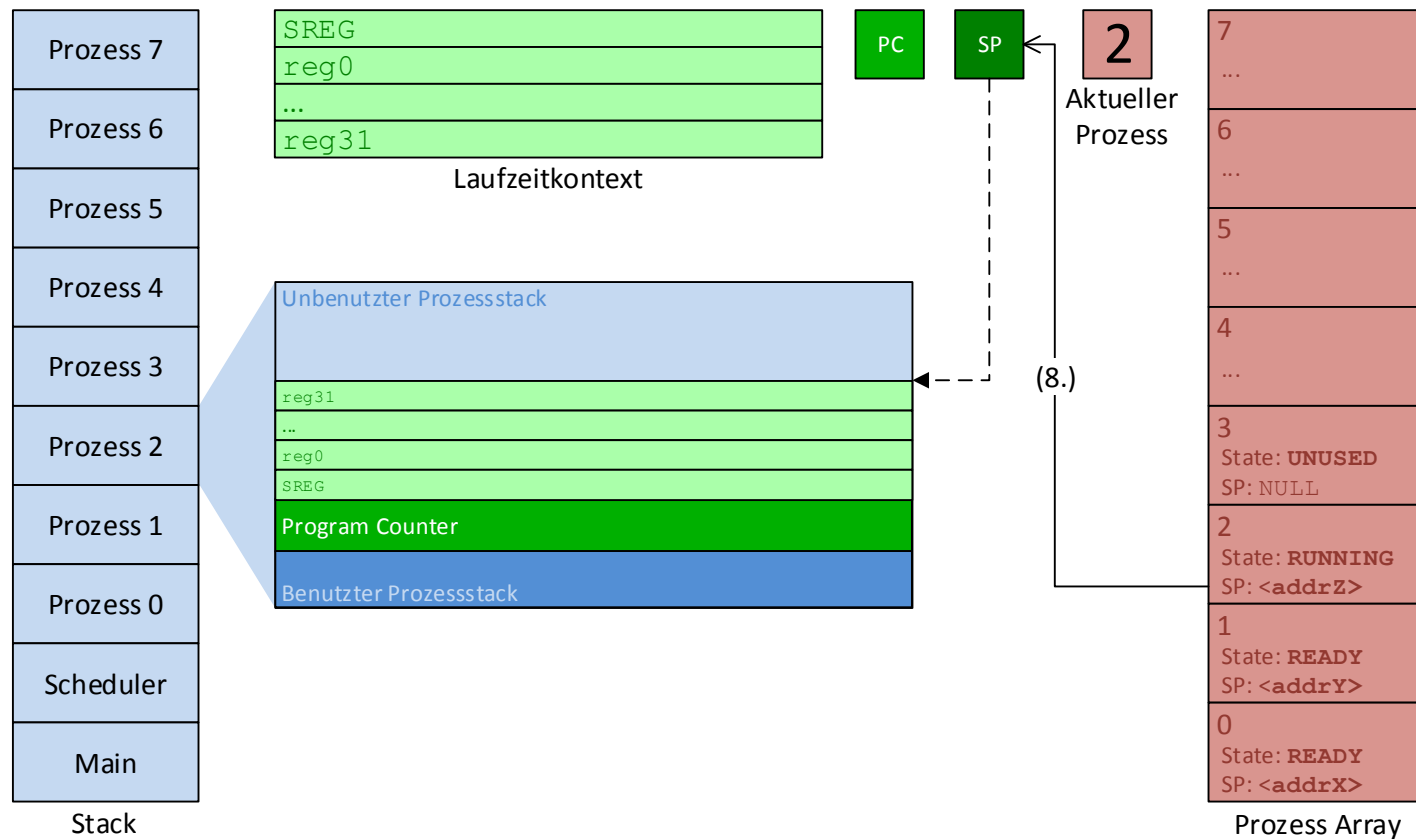 Prozess 7
Prozess 6
Prozess 5
Prozess 4
Prozess 3
Prozess 2
Prozess 1
Prozess 0
Scheduler
Main
Stack
SREG
reg0
...
reg31
Laufzeitkontext
PC
SP
2
Aktueller
Prozess
Unbenutzter Prozessstack
reg31
...
reg0
SREG
Program Counter
Benutzter Prozessstack
(8.)
7
...
6
...
5
...
4
...
3
State: UNUSED
SP: NULL
2
State: RUNNING
SP: <addrZ>
1
State: READY
SP: <addrY>
0
State: READY
SP: <addrX>
Prozess Array